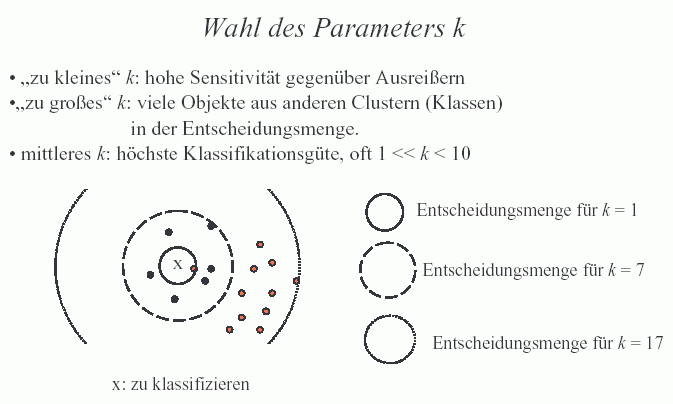 Wahl des Parameters k
• „zu kleines“ k: hohe Sensitivität gegenüber Ausreißern
•„zu großes“ k: viele Objekte aus anderen Clustern (Klassen)
in der Entscheidungsmenge.
• mittleres k: höchste Klassifikationsgüte, oft 1 << k < 10
Entscheidungsmenge für k = 1
x
Entscheidungsmenge für k = 7
Entscheidungsmenge für k = 17
x: zu klassifizieren